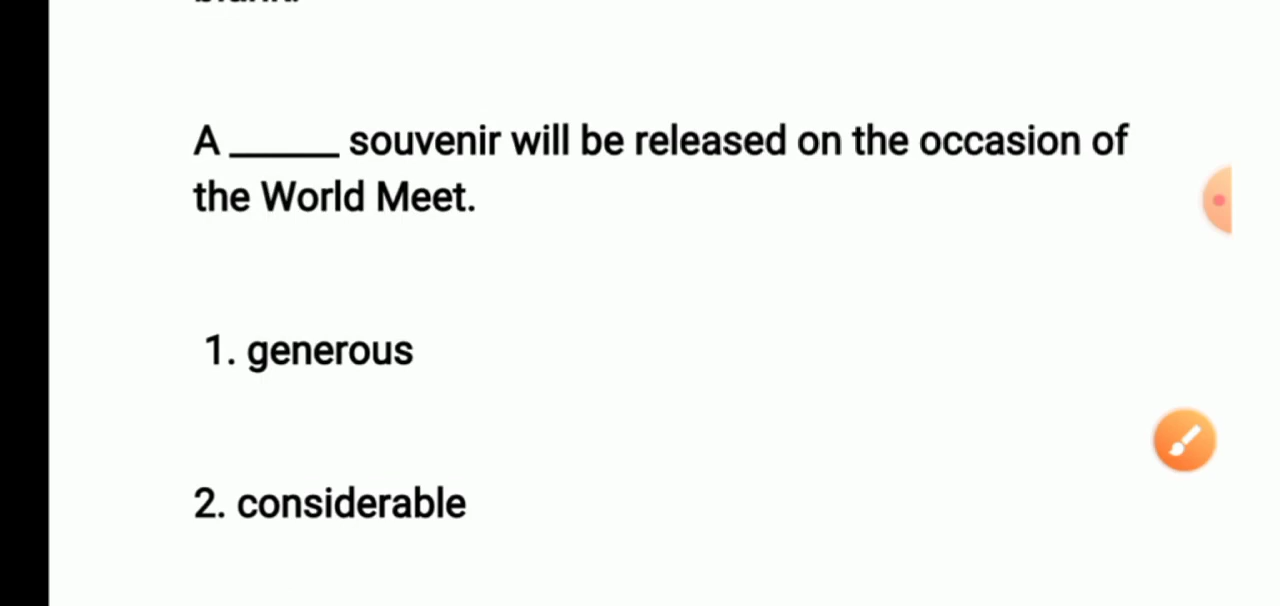 A ______ souvenir will be released on the occasion of
the World Meet.
1. generous
2. considerable